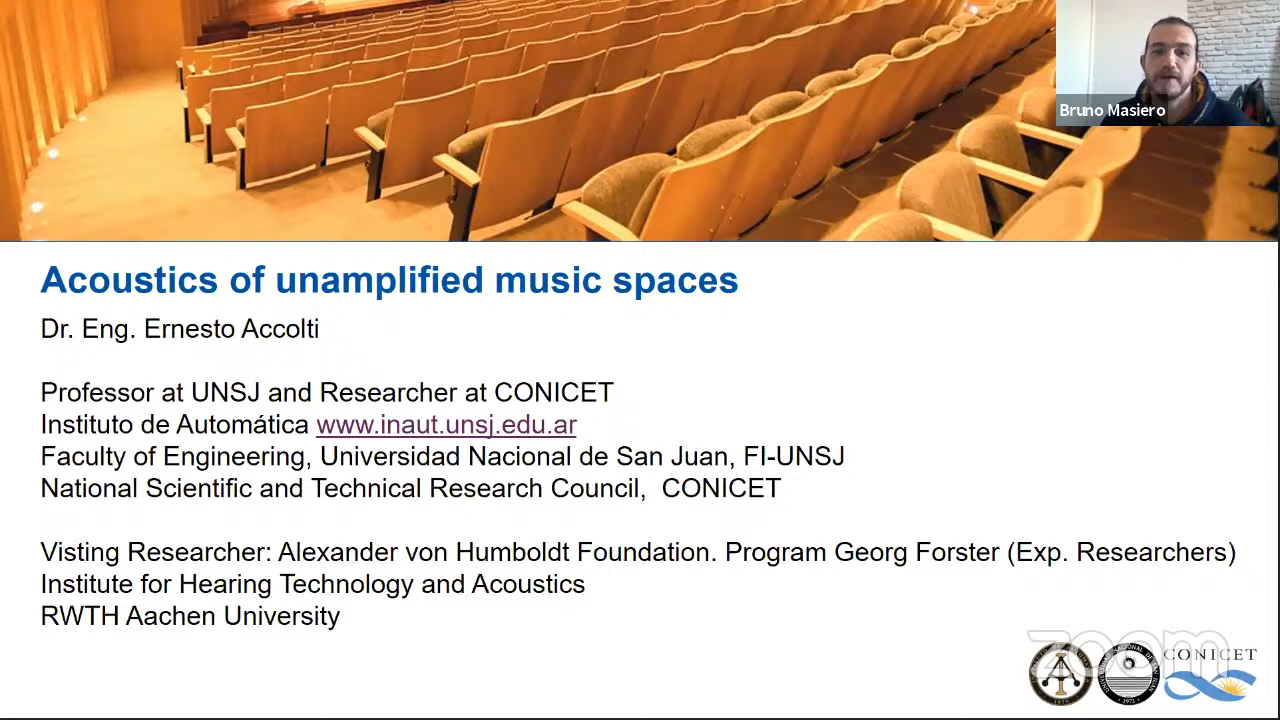 Bruno Masiero
Acoustics of unamplified music spaces
Dr. Eng. Ernesto Accolti
Professor at UNSJ and Researcher at CONICET
Instituto de Automática www.inaut.unsj.edu.ar
Faculty of Engineering, Universidad Nacional de San Juan, FI-UNSJ
National Scientific and Technical Research Council,  CONICET
Visting Researcher: Alexander von Humboldt Foundation. Program Georg Forster (Exp. Researchers)
Institute for Hearing Technology and Acoustics
RWTH Aachen University
zoom
CONICET